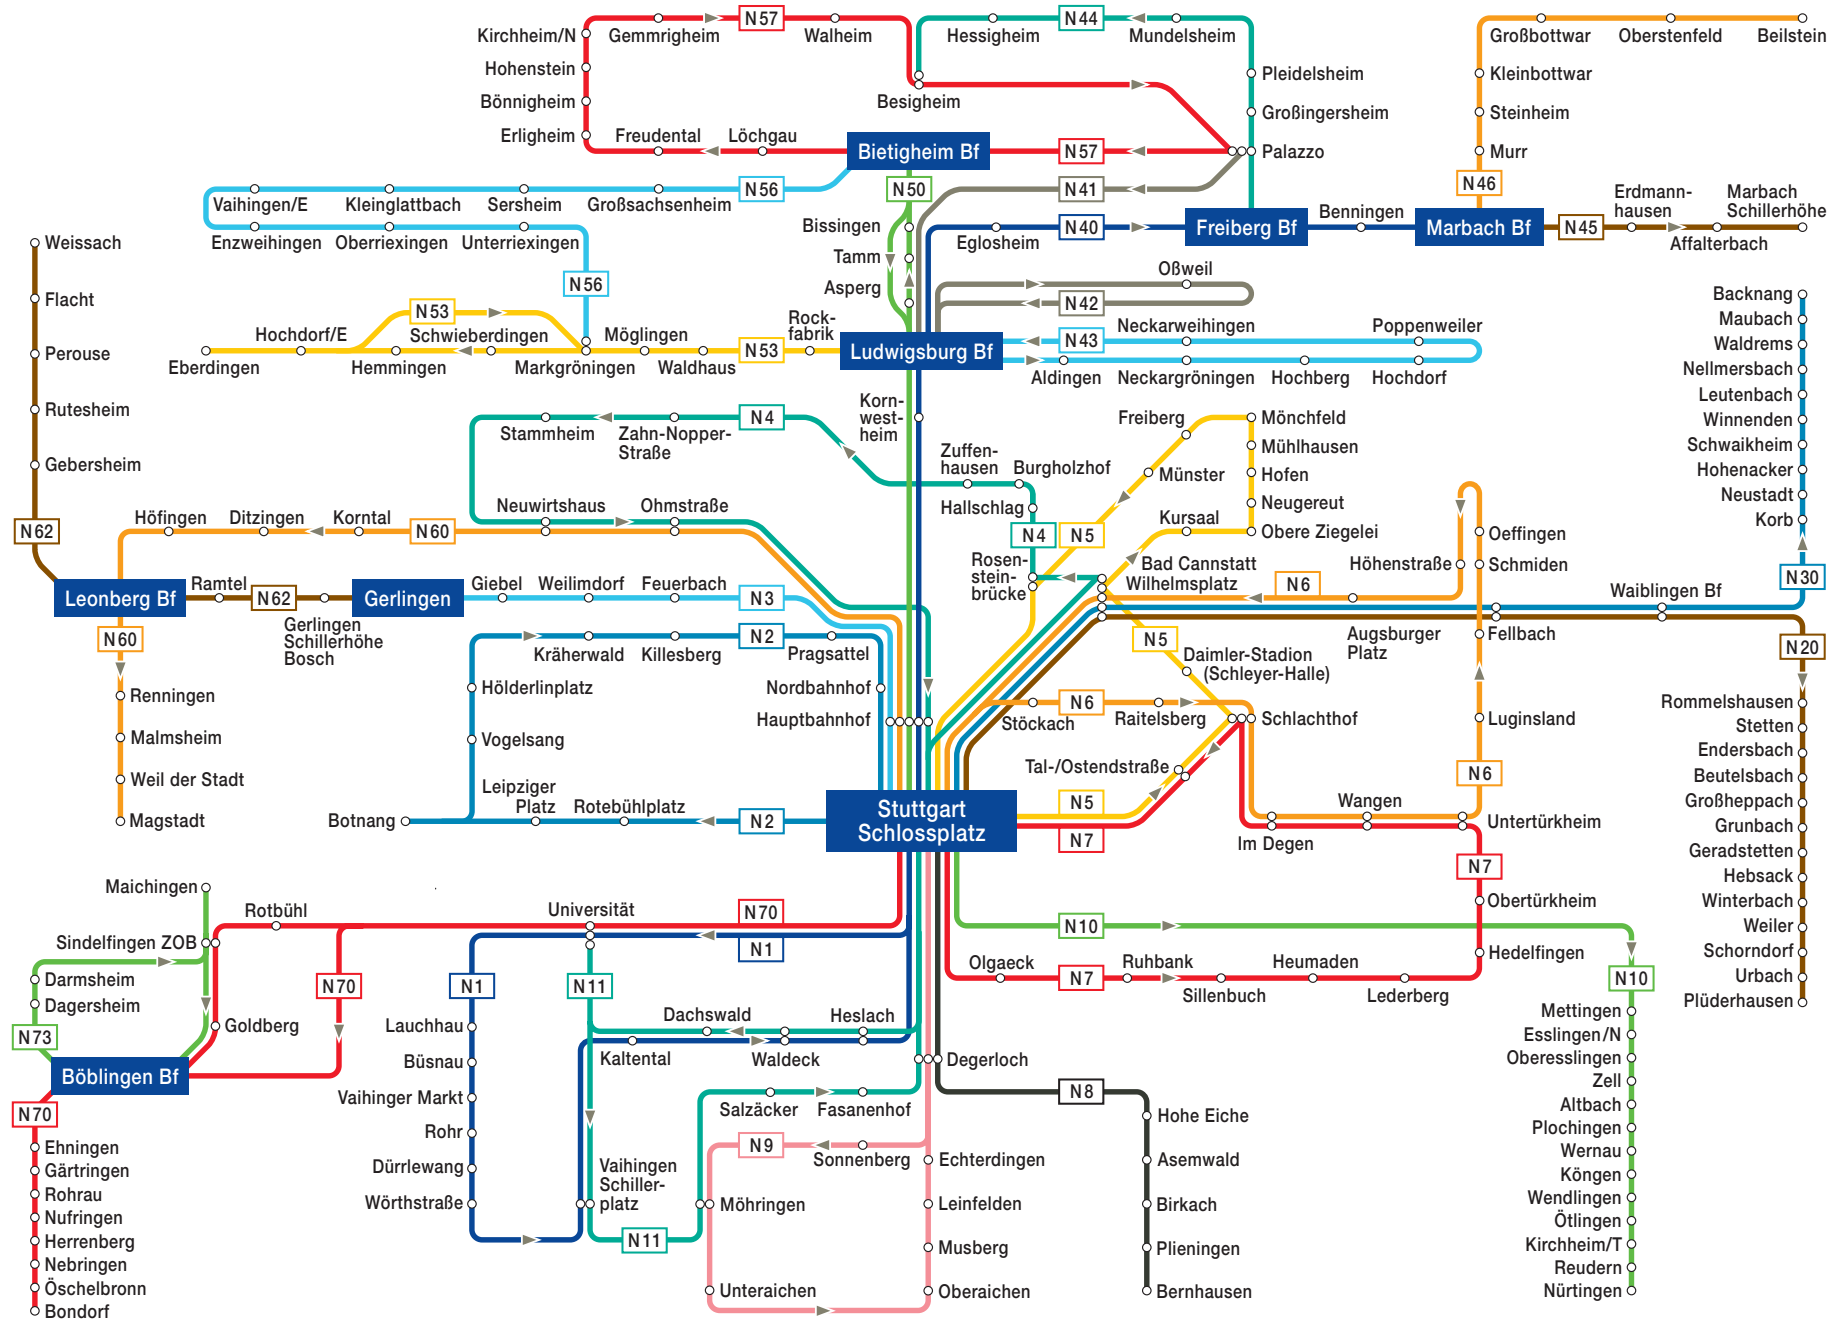 Kirchheim/N
Gemmrigheim
N57
Walheim
Hohenstein
Bönnigheim
Erligheim
Freudental
Löchgau
Besigheim
Bietigheim Bf
N57
Hessigheim
N44
Mundelsheim
Pleidelsheim
Großingersheim
Palazzo
N41
Großbottwar
Oberstenfeld
Beilstein
Kleinbottwar
Steinheim
Murr
N46
Erdmann-
hausen
Marbach
Schillerhöhe
Benningen
Freiberg Bf
Marbach Bf
N45
Affalterbach
Eglosheim
N40
N50
Bissingen
Tamm
Asperg
N56
Vaihingen/E
Kleinglattbach
Sersheim
Großsachsenheim
Enzweihingen
Oberriexingen
Unterriexingen
N56
Weissach
Flacht
Perouse
Rutesheim
Gebersheim
N62
N53
Hochdorf/E
Schwieberdingen
Möglingen
Rock-
fabrik
N53
Eberdingen
Hemmingen
Markgröningen
Waldhaus
Ludwigsburg Bf
Oßweil
N42
N43
Neckarweihingen
Poppenweiler
Aldingen
Neckargröningen
Hochberg
Hochdorf
Backnang
Maubach
Waldrems
Nellmersbach
Leutenbach
Winnenden
Schwaikheim
Hohenacker
Neustadt
Korb
N30
Korn-
west-
heim
N4
Stammheim
Zahn-Nopper-
Straße
Neuwirtshaus
Ohmstraße
Zuffen-
hausen
Burgholzhof
Hallschlag
N4
N5
Rosen-
stein-
brücke
Freiberg
Mönchfeld
Mühlhausen
Münster
Hofen
Neugereut
Kursaal
Obere Ziegelei
Bad Cannstatt
Wilhelmsplatz
N6
Höhenstraße
Oeffingen
Schmiden
Waiblingen Bf
Augsburger
Platz
Fellbach
N20
Höfingen
Ditzingen
Korntal
N60
Leonberg Bf
Ramtel
N62
Gerlingen
Giebel
Weilimdorf
Feuerbach
N3
Gerlingen
Schillerhöhe
Bosch
N60
Renningen
Malmsheim
Weil der Stadt
Magstadt
N2
Kräherwald
Killesberg
Pragsattel
Hölderlinplatz
Nordbahnhof
Hauptbahnhof
Vogelsang
Leipziger
Platz
Rotebühlplatz
Botnang
N2
Stuttgart
Schlossplatz
N5
Daimler-Stadion
(Schleyer-Halle)
Stöckach
N6
Raitelsberg
Schlachthof
Luginsland
Tal-/Ostendstraße
N6
N5
N7
Wangen
Im Degen
Untertürkheim
N7
Obertürkheim
Hedelfingen
Rommelshausen
Stetten
Endersbach
Beutelsbach
Großheppach
Grunbach
Geradstetten
Hebsack
Winterbach
Weiler
Schorndorf
Urbach
Plüderhausen
Maichingen
Rotbühl
Universität
N70
N1
Sindelfingen ZOB
Darmsheim
Dagersheim
N73
Goldberg
N70
Böblingen Bf
N70
Ehningen
Gärtringen
Rohrau
Nufringen
Herrenberg
Nebringen
Öschelbronn
Bondorf
N1
N11
Lauchhau
Büsnau
Vaihinger Markt
Rohr
Dürrlewang
Wörthstraße
Dachswald
Heslach
Kaltental
Waldeck
Degerloch
Vaihingen
Schiller-
platz
N11
Salzäcker
Fasanenhof
N9
Sonnenberg
Möhringen
Unteraichen
Echterdingen
Leinfelden
Musberg
Oberaichen
N8
Hohe Eiche
Asemwald
Birkach
Plieningen
Bernhausen
N10
Olgaeck
N7
Ruhbank
Sillenbuch
Heumaden
Lederberg
N10
Mettingen
Esslingen/N
Oberesslingen
Zell
Altbach
Plochingen
Wernau
Köngen
Wendlingen
Ötlingen
Kirchheim/T
Reudern
Nürtingen